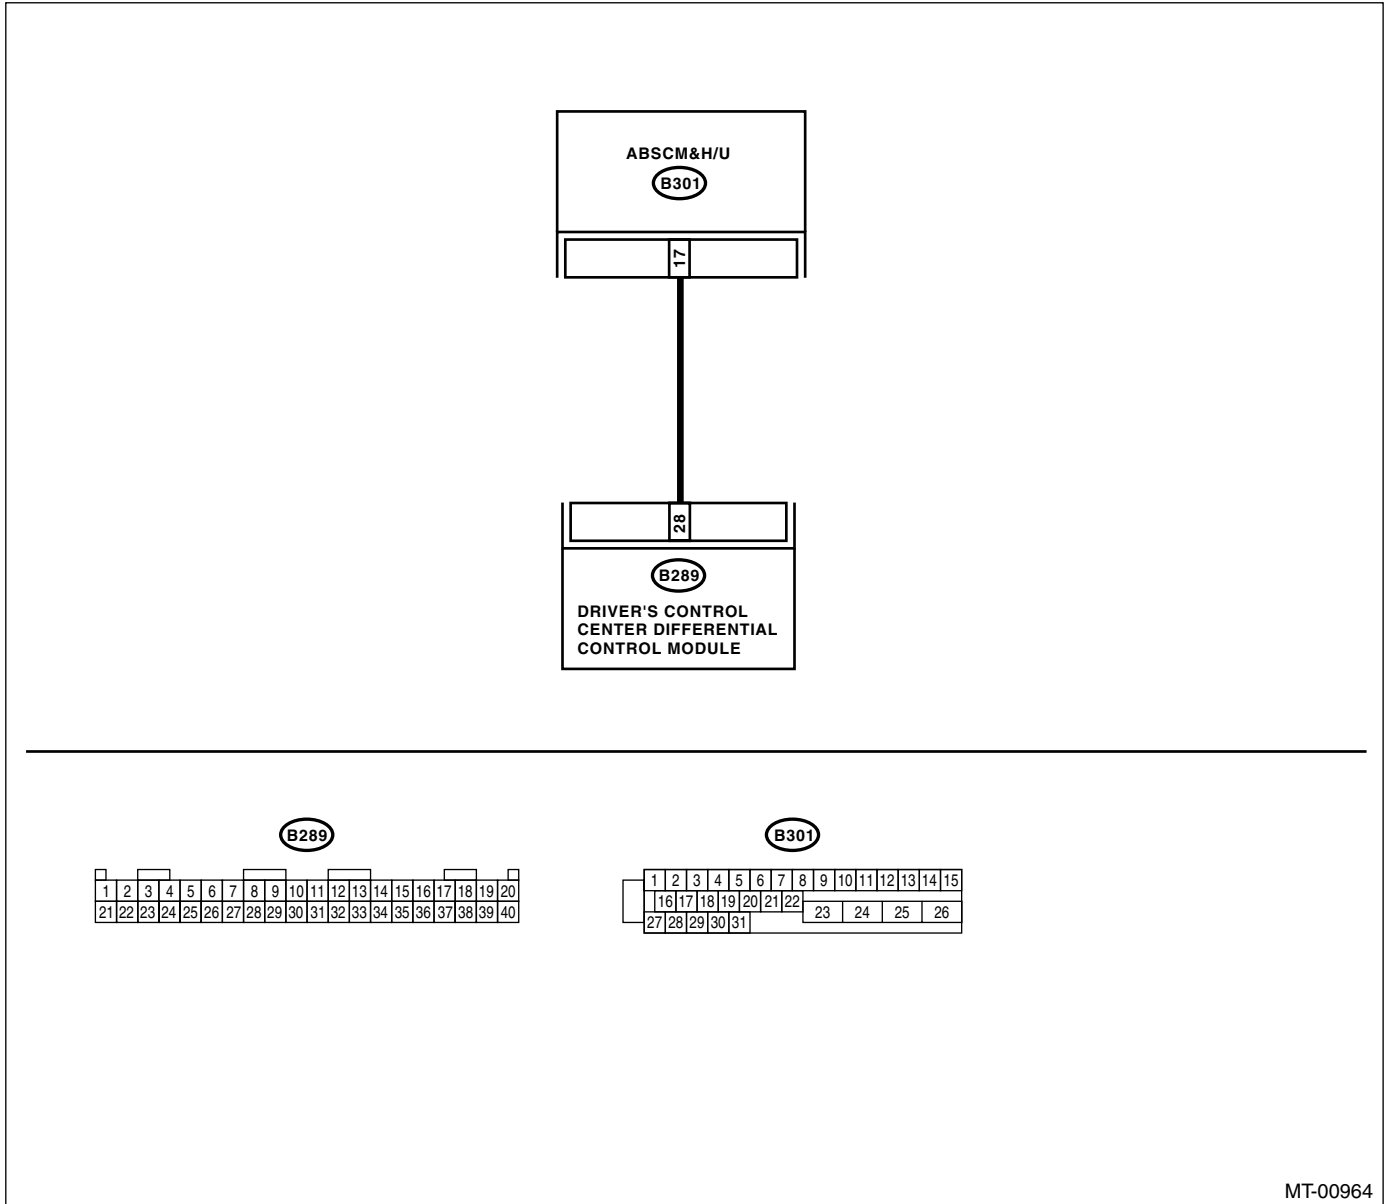 ABSCM&H/U
B301
17
28
B289
DRIVER'S CONTROL
CENTER DIFFERENTIAL
CONTROL MODULE
B289
1 2 3 4 5 6 7 8 9 10 11 12 13 14 15 16 17 18 19 20
21 22 23 24 25 26 27 28 29 30 31 32 33 34 35 36 37 38 39 40
B301
1 2 3 4 5 6 7 8 9 10 11 12 13 14 15
16 17 18 19 20 21 22 23 24 25 26
27 28 29 30 31
MT-00964